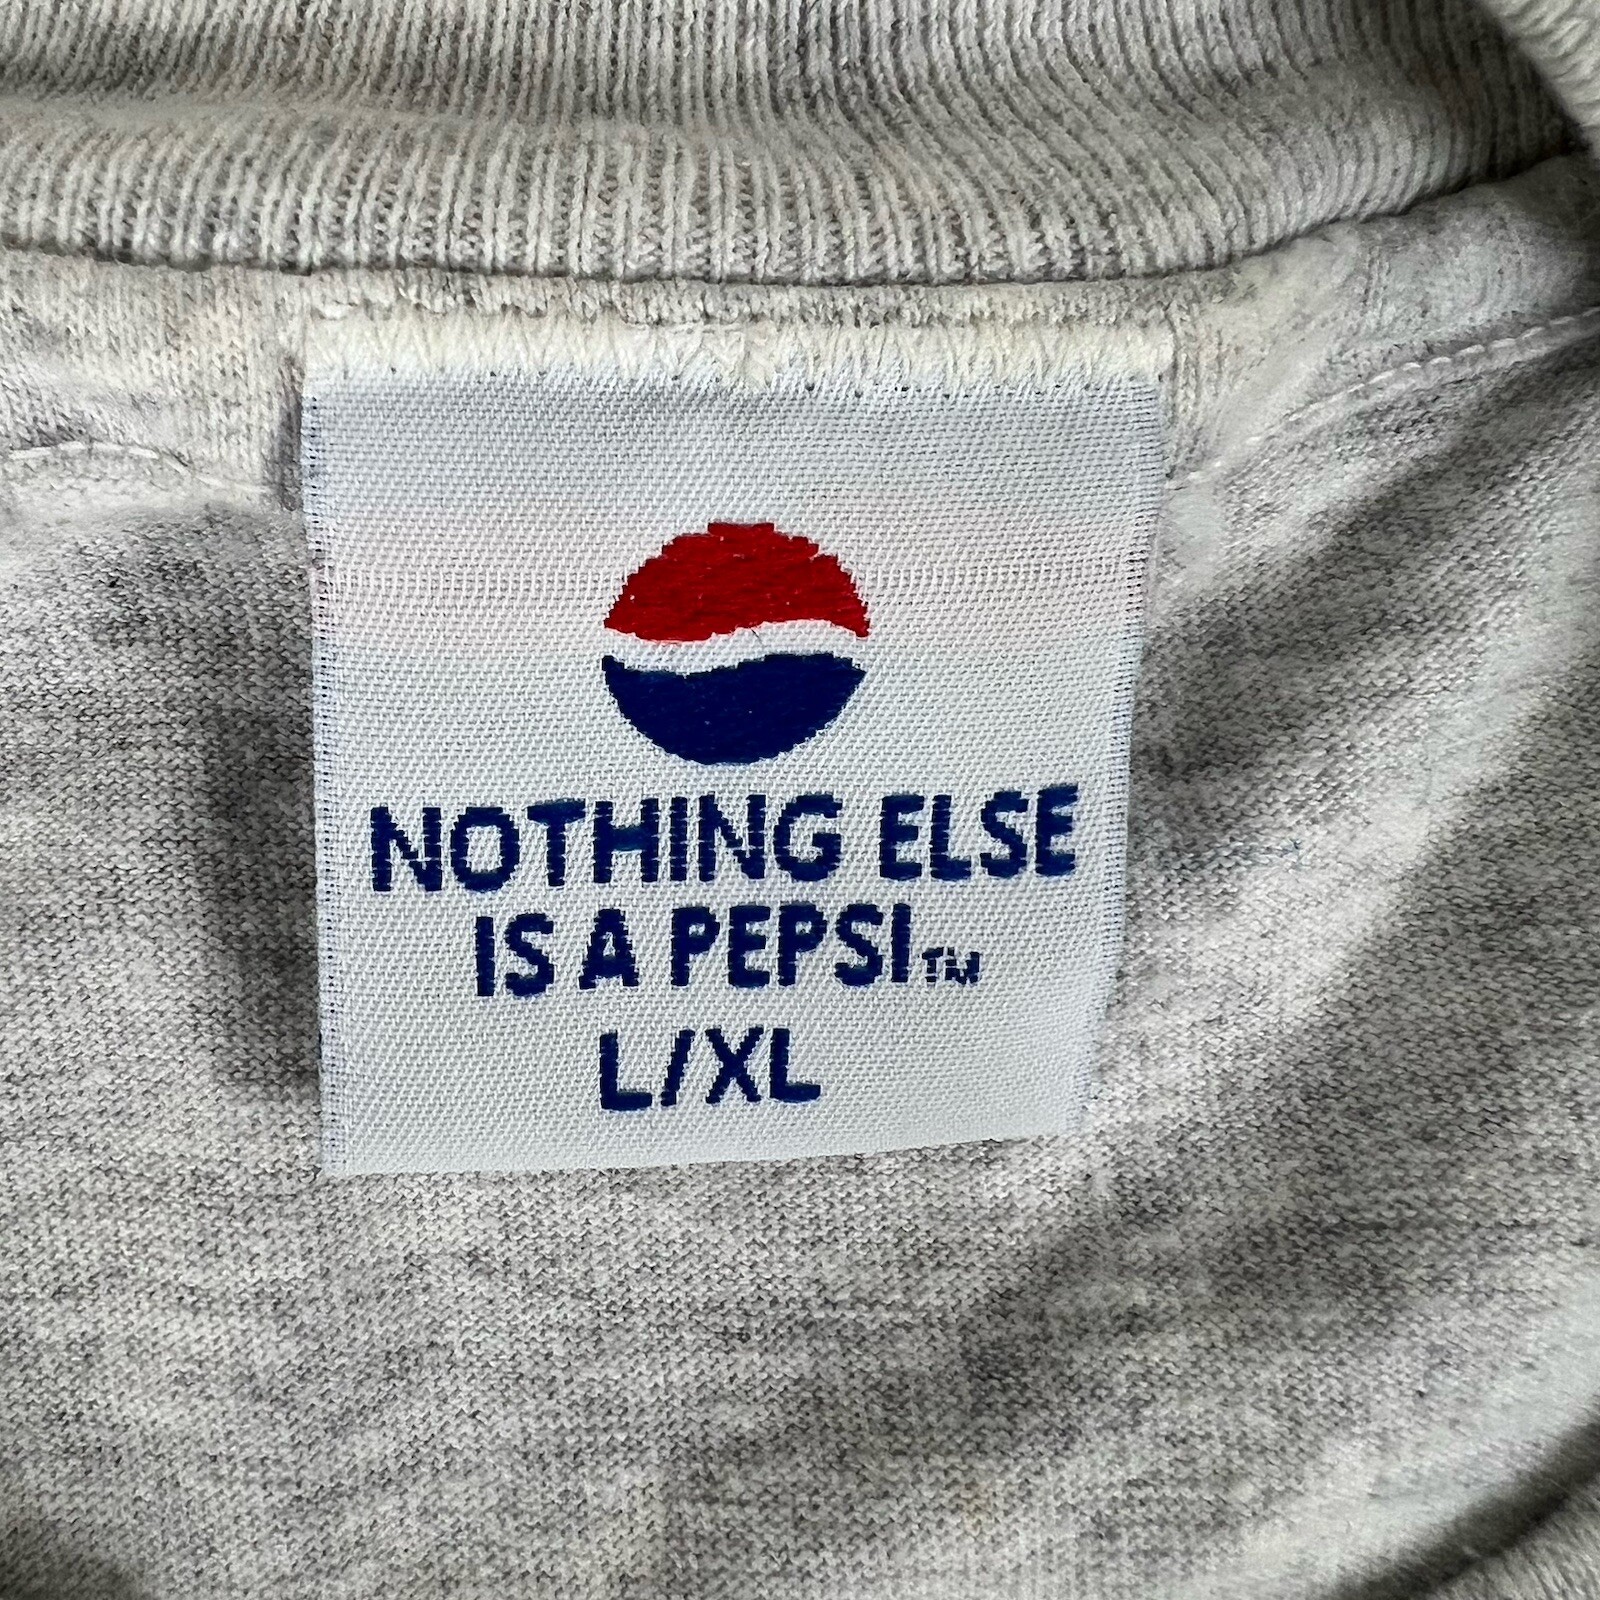 NOTHING ELSE
IS A PEPSI™
L/XL